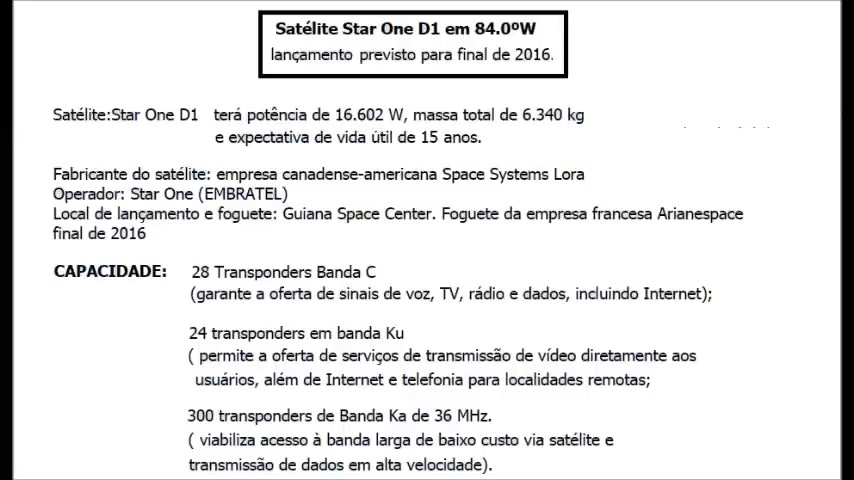 Satélite Star One D1 em 84.0ºW
lançamento previsto para final de 2016.
Satélite:Star One D1 terá potência de 16.602 W, massa total de 6.340 kg
e expectativa de vida útil de 15 anos.
Fabricante do satélite: empresa canadense-americana Space Systems Lora
Operador: Star One (EMBRATEL)
Local de lançamento e foguete: Guiana Space Center. Foguete da empresa francesa Arianespace
final de 2016
CAPACIDADE: 28 Transponders Banda C
(garante a oferta de sinais de voz, TV, rádio e dados, incluindo Internet);
24 transponders em banda Ku
( permite a oferta de serviços de transmissão de vídeo diretamente aos
usuários, além de Internet e telefonia para localidades remotas;
300 transponders de Banda Ka de 36 MHz.
( viabiliza acesso à banda larga de baixo custo via satélite e
transmissão de dados em alta velocidade).